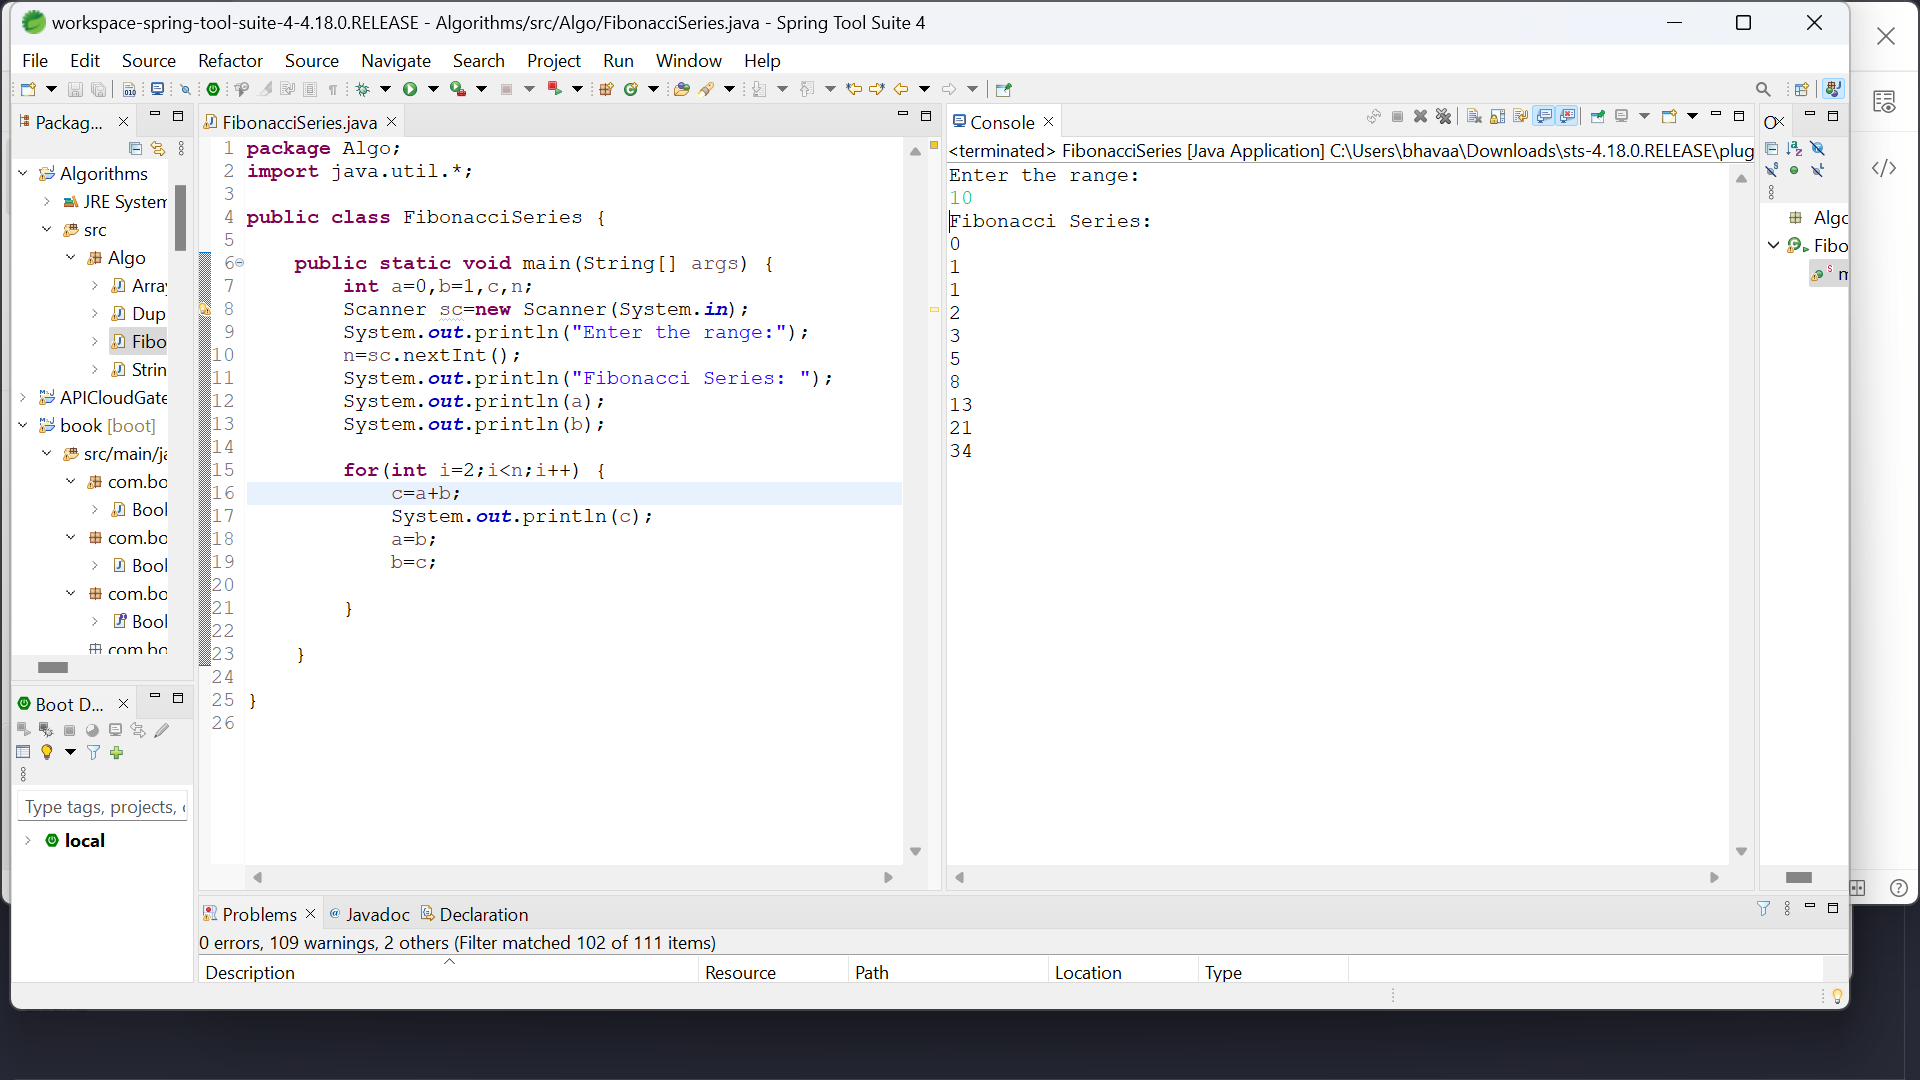 workspace-spring-tool-suite-4-4.18.0.RELEASE - Algorithms/src/Algo/FibonacciSeries.java - Spring Tool Suite 4
File Edit Source Refactor Source Navigate Search Project Run Window Help
Packag...
Algorithms
JRE System
src
Algo
Array
Dup
Fibo
Strin
APICloudGate
book [boot]
src/main/ja
com.bo
Bool
com.bo
Bool
com.bo
Bool
com.bo
Boot D...
Type tags, projects,
local
FibonacciSeries.java
1 package Algo;
2 import java.util.*;
3
4 public class FibonacciSeries {
5
6 public static void main(String[] args) {
7 int a=0,b=1,c,n;
8 Scanner sc=new Scanner(System.in);
9 System.out.println("Enter the range:");
10 n=sc.nextInt();
11 System.out.println("Fibonacci Series: ");
12 System.out.println(a);
13 System.out.println(b);
14
15 for(int i=2;i<n;i++) {
16 c=a+b;
17 System.out.println(c);
18 a=b;
19 b=c;
20
21 }
22
23 }
24
25 }
26
Console
<terminated> FibonacciSeries [Java Application] C:\Users\bhavaa\Downloads\sts-4.18.0.RELEASE\plug
Enter the range:
10
Fibonacci Series:
0
1
1
2
3
5
8
13
21
34
Algo
Fibo
m
Problems Javadoc Declaration
0 errors, 109 warnings, 2 others (Filter matched 102 of 111 items)
Description Resource Path Location Type